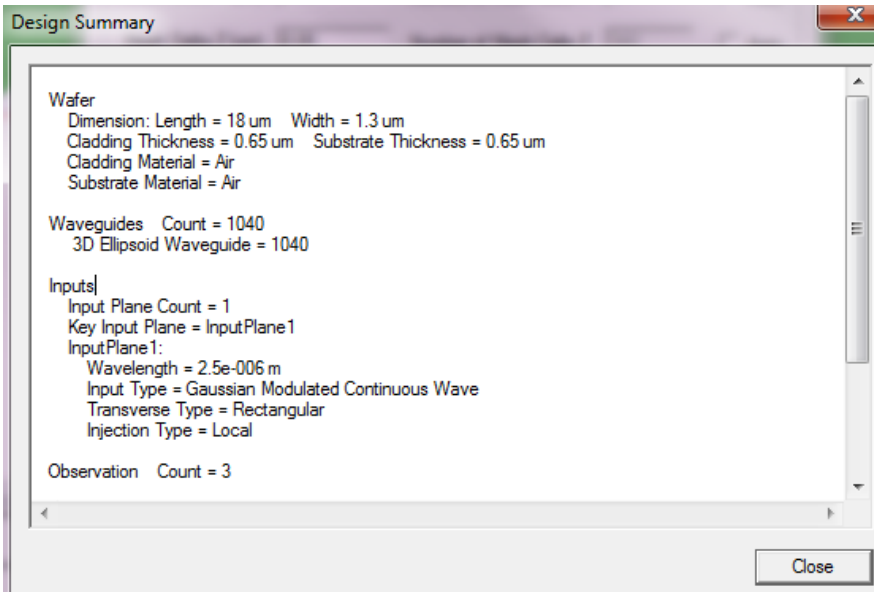 Design Summary
Wafer
Dimension: Length = 18 um    Width = 1.3 um
Cladding Thickness = 0.65 um    Substrate Thickness = 0.65 um
Cladding Material = Air
Substrate Material = Air
Waveguides    Count = 1040
3D Ellipsoid Waveguide = 1040
Inputs
Input Plane Count = 1
Key Input Plane = InputPlane1
InputPlane1:
Wavelength = 2.5e-006 m
Input Type = Gaussian Modulated Continuous Wave
Transverse Type = Rectangular
Injection Type = Local
Observation    Count = 3
Close